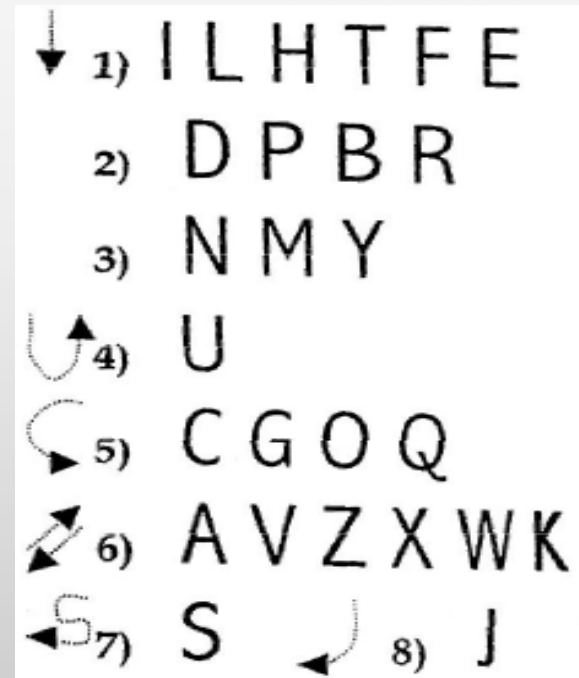 1) I L H T F E
2) D P B R
3) N M Y
4) U
5) C G O Q
6) A V Z X W K
7) S 8) J